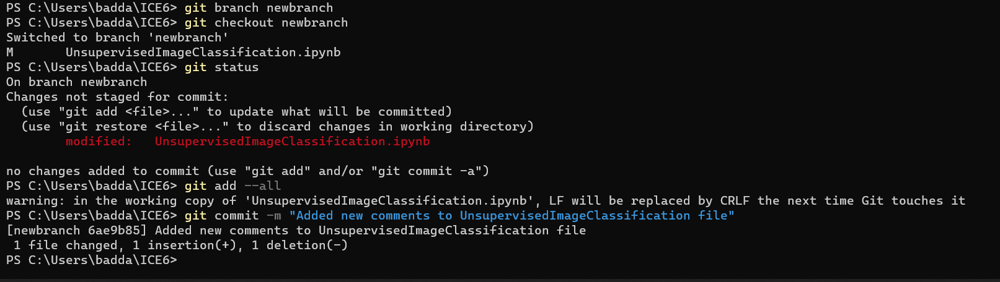 PS C:\Users\badda\ICE6> git branch newbranch
PS C:\Users\badda\ICE6> git checkout newbranch
Switched to branch 'newbranch'
M       UnsupervisedImageClassification.ipynb
PS C:\Users\badda\ICE6> git status
On branch newbranch
Changes not staged for commit:
  (use "git add <file>..." to update what will be committed)
  (use "git restore <file>..." to discard changes in working directory)
        modified:   UnsupervisedImageClassification.ipynb

no changes added to commit (use "git add" and/or "git commit -a")
PS C:\Users\badda\ICE6> git add --all
warning: in the working copy of 'UnsupervisedImageClassification.ipynb', LF will be replaced by CRLF the next time Git touches it
PS C:\Users\badda\ICE6> git commit -m "Added new comments to UnsupervisedImageClassification file"
[newbranch 6ae9b85] Added new comments to UnsupervisedImageClassification file
 1 file changed, 1 insertion(+), 1 deletion(-)
PS C:\Users\badda\ICE6>